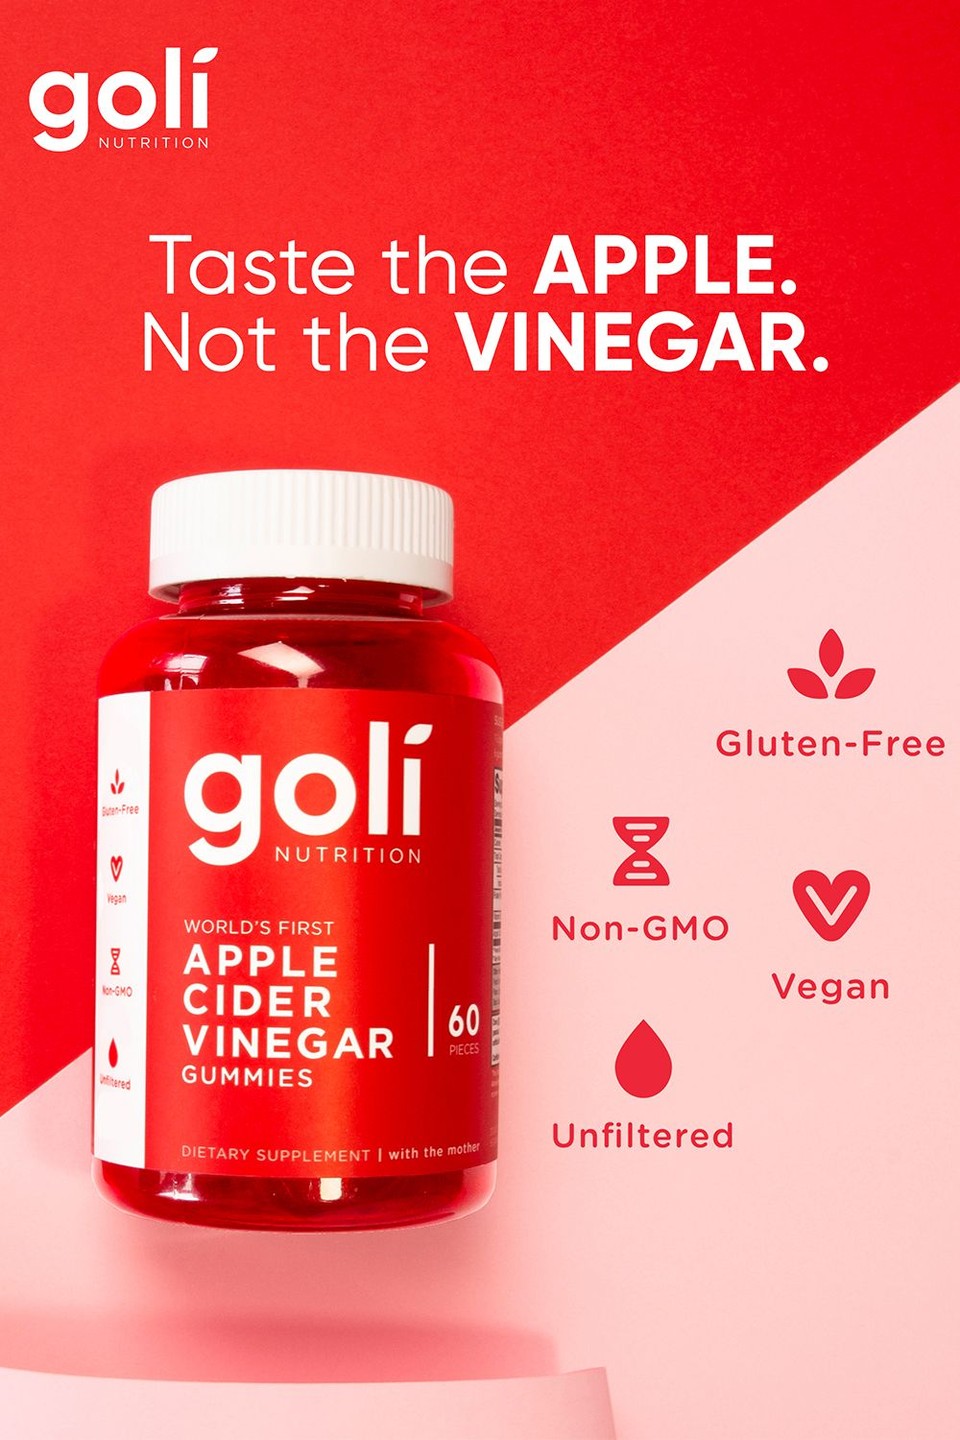 goli
NUTRITION
Taste the APPLE.
Not the VINEGAR.
goli
NUTRITION
WORLD'S FIRST
APPLE
CIDER
VINEGAR
GUMMIES
60
PIECES
DIETARY SUPPLEMENT | with the mother
Gluten-Free
Vegan
Non-GMO
Unfiltered
Gluten-Free
Non-GMO
Vegan
Unfiltered